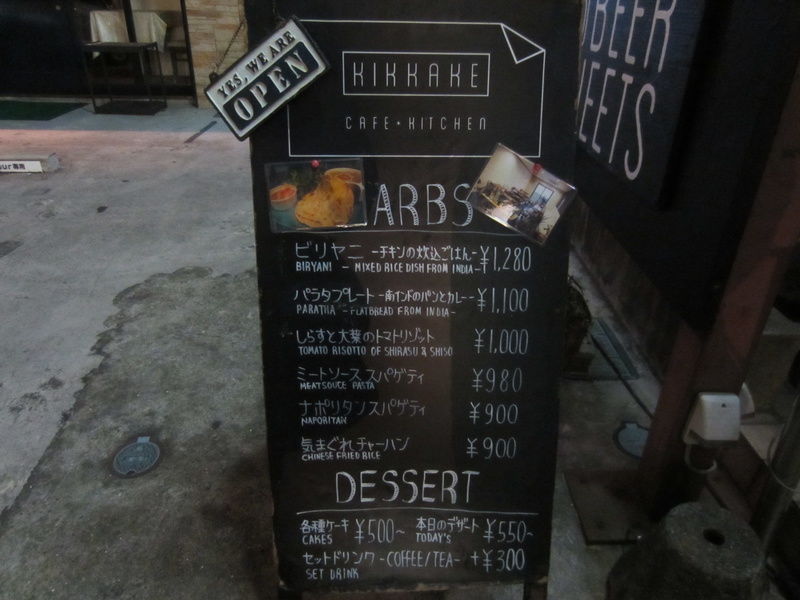 YES, WE ARE
OPEN
KIKKAKE
CAFE + KITCHEN
BEER
EETS
ARBS
ビリヤニ -チキンの炊込ごはん- ¥1,280
BIRYANI - MIXED RICE DISH FROM INDIA-
パラタプレート -南インドのパンとカレー- ¥1,100
PARATHA - FLATBREAD FROM INDIA-
しらすと大葉のトマトリゾット ¥1,000
TOMATO RISOTTO OF SHIRASU & SHISO
ミートソーススパゲティ ¥980
MEATSOUCE PASTA
ナポリタンスパゲティ ¥900
NAPORITAN
気まぐれチャーハン ¥900
CHINESE FRIED RICE
DESSERT
各種ケーキ ¥500~ 本日のデザート ¥550~
CAKES TODAY'S
セットドリンク -COFFEE/TEA- +¥300
SET DRINK